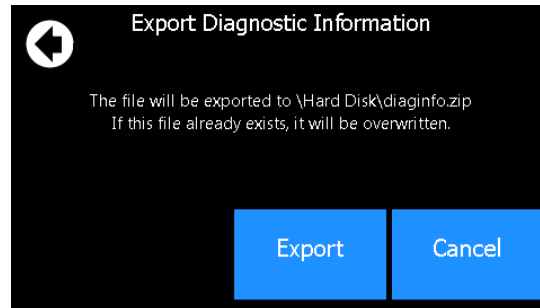 Export Diagnostic Information
The file will be exported to \Hard Disk\diaginfo.zip
If this file already exists, it will be overwritten.
Export
Cancel